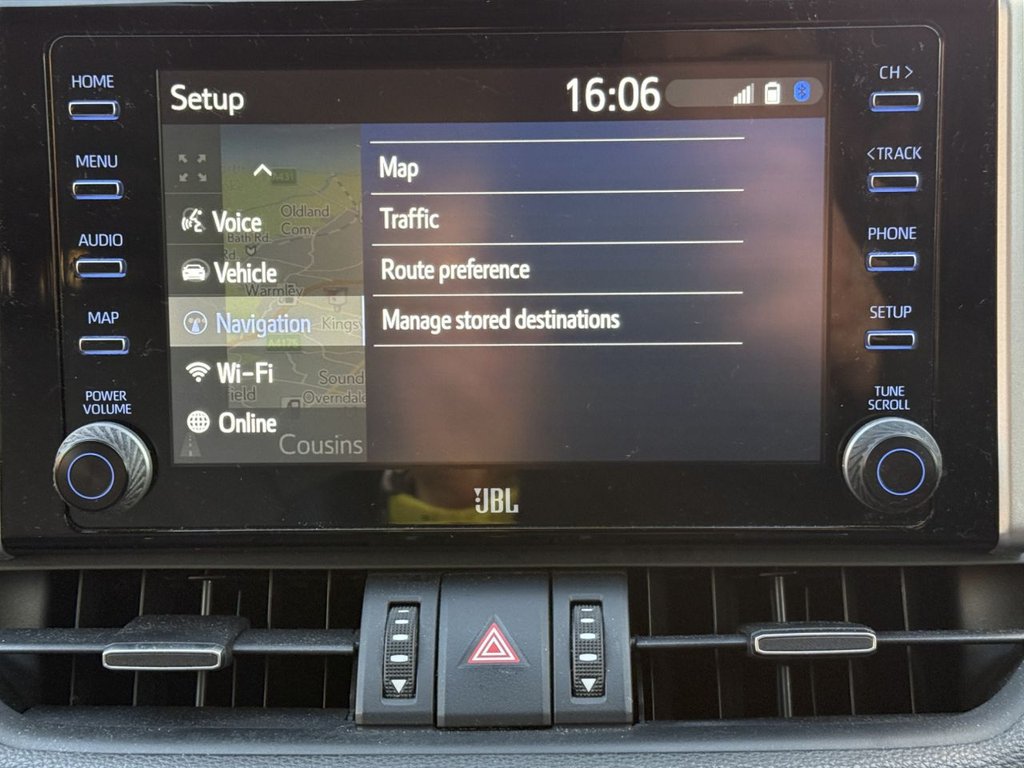 HOME
MENU
AUDIO
MAP
POWER
VOLUME
Setup
16:06
A431
Oldland
Com.
Bath Rd.
Rd.
Warmley
Kings
A4175
Sound
field
Overndale
Cousins
Voice
Vehicle
Navigation
Wi-Fi
Online
Map
Traffic
Route preference
Manage stored destinations
CH >
< TRACK
PHONE
SETUP
TUNE
SCROLL
JBL